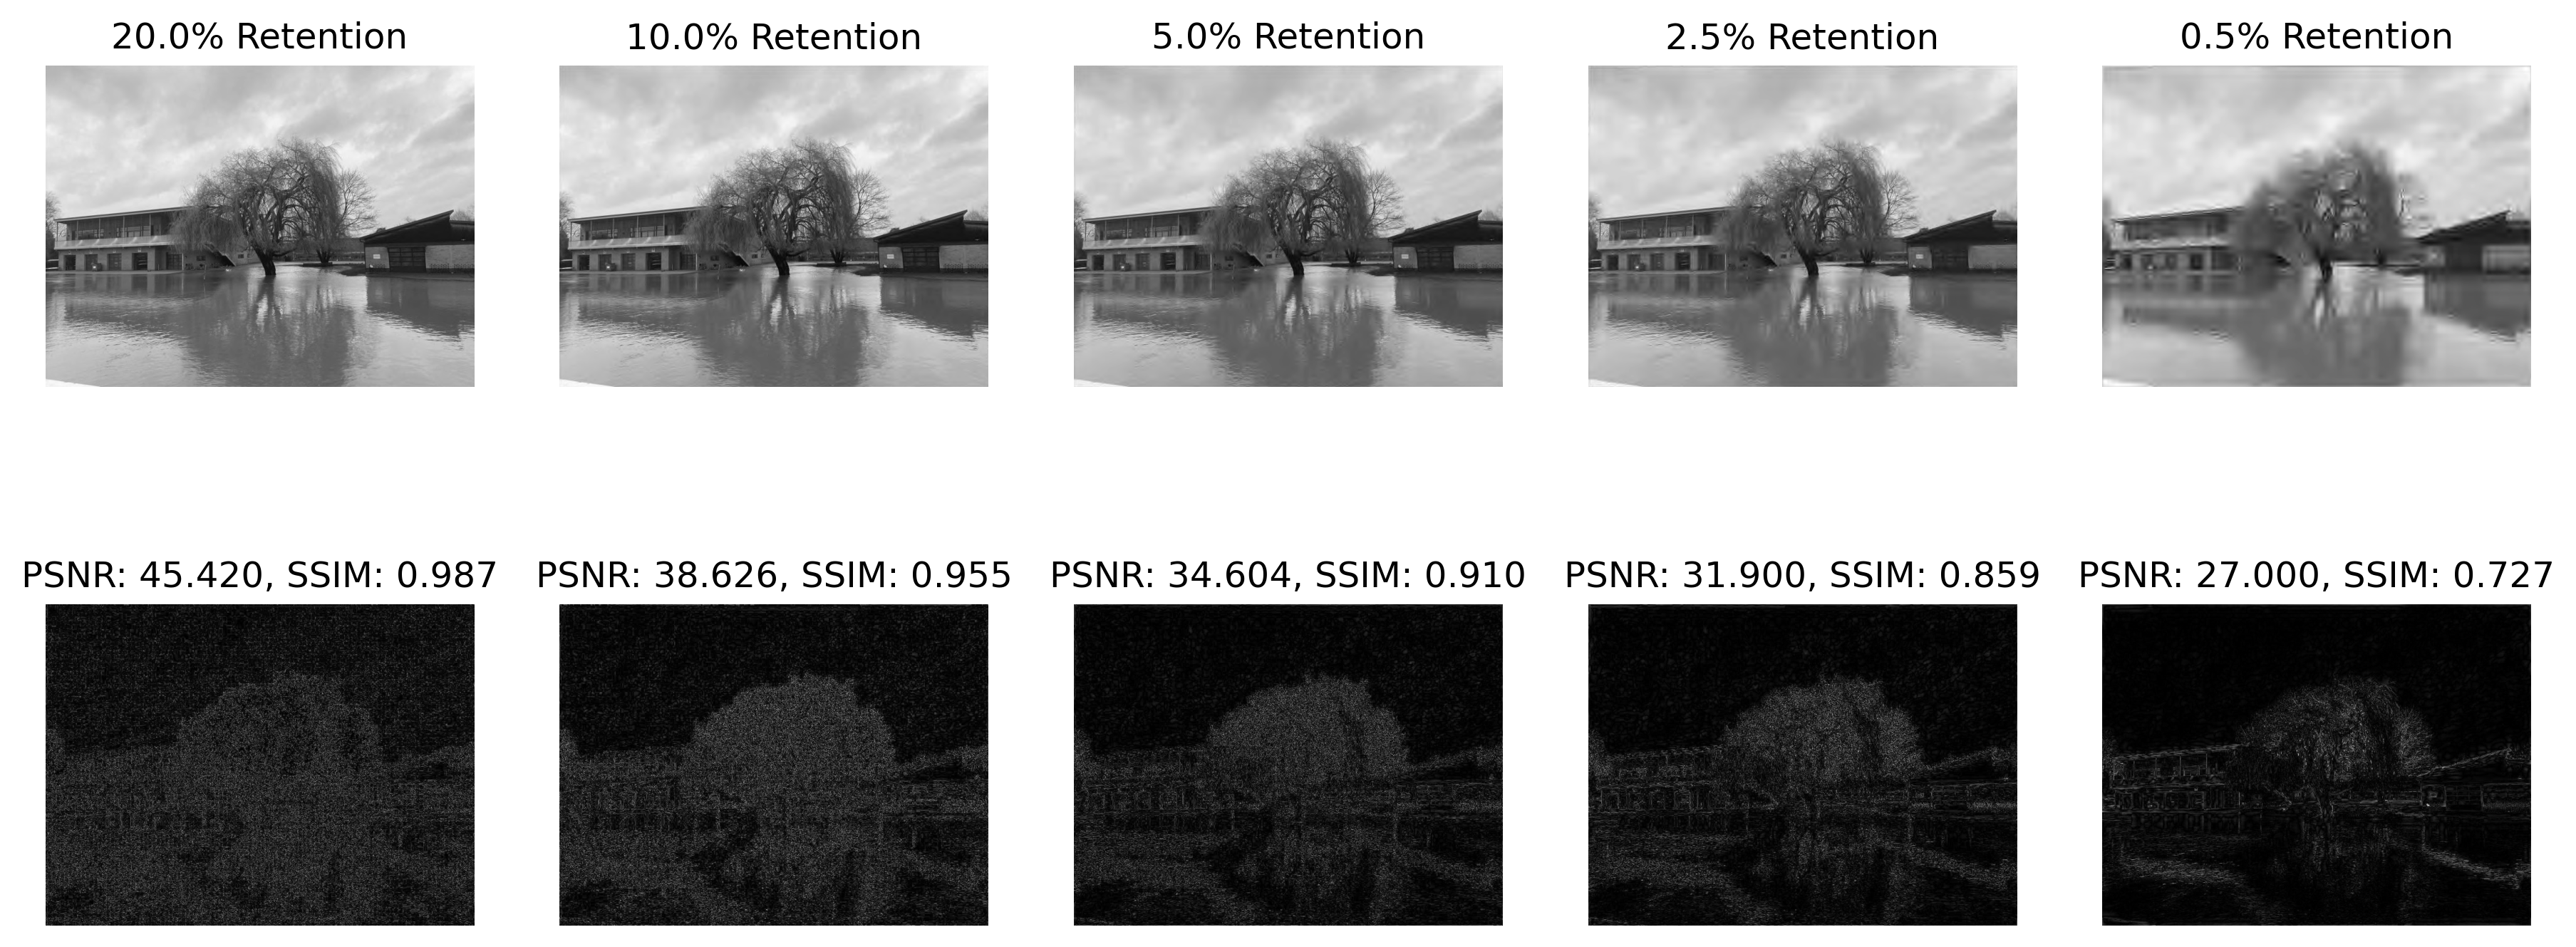 20.0% Retention
10.0% Retention
5.0% Retention
2.5% Retention
0.5% Retention
PSNR: 45.420, SSIM: 0.987
PSNR: 38.626, SSIM: 0.955
PSNR: 34.604, SSIM: 0.910
PSNR: 31.900, SSIM: 0.859
PSNR: 27.000, SSIM: 0.727